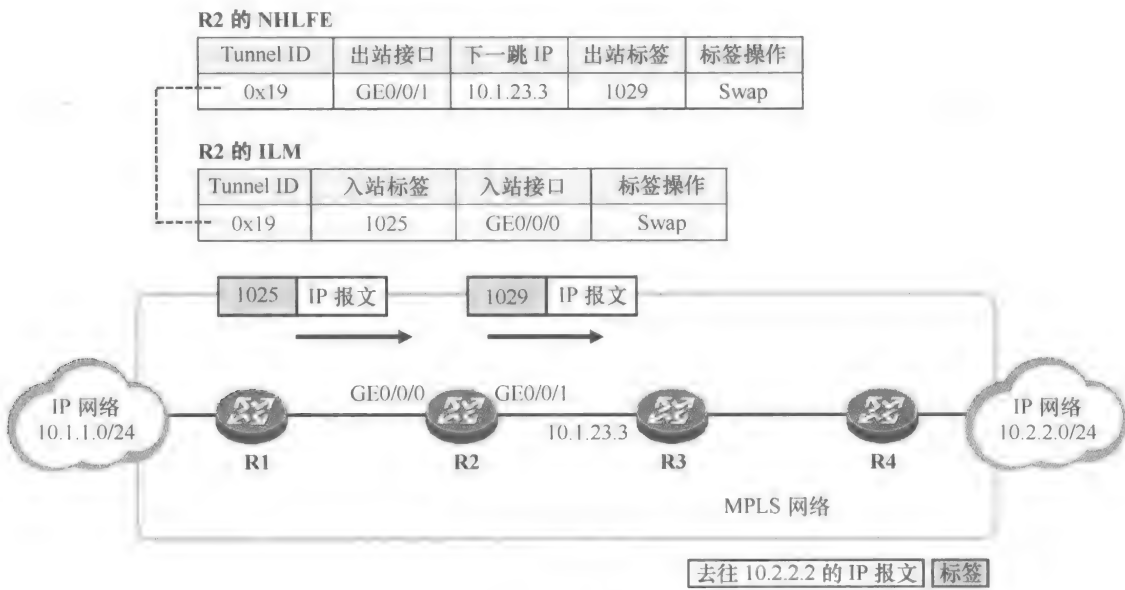 R2 的 NHLFE
Tunnel ID 出站接口 下一跳 IP 出站标签 标签操作
0x19 GE0/0/1 10.1.23.3 1029 Swap
R2 的 ILM
Tunnel ID 入站标签 入站接口 标签操作
0x19 1025 GE0/0/0 Swap
1025 IP 报文 1029 IP 报文
GE0/0/0 GE0/0/1
IP 网络
10.1.1.0/24
10.1.23.3
IP 网络
10.2.2.0/24
R1 R2 R3 R4
MPLS 网络
去往 10.2.2.2 的 IP 报文 标签